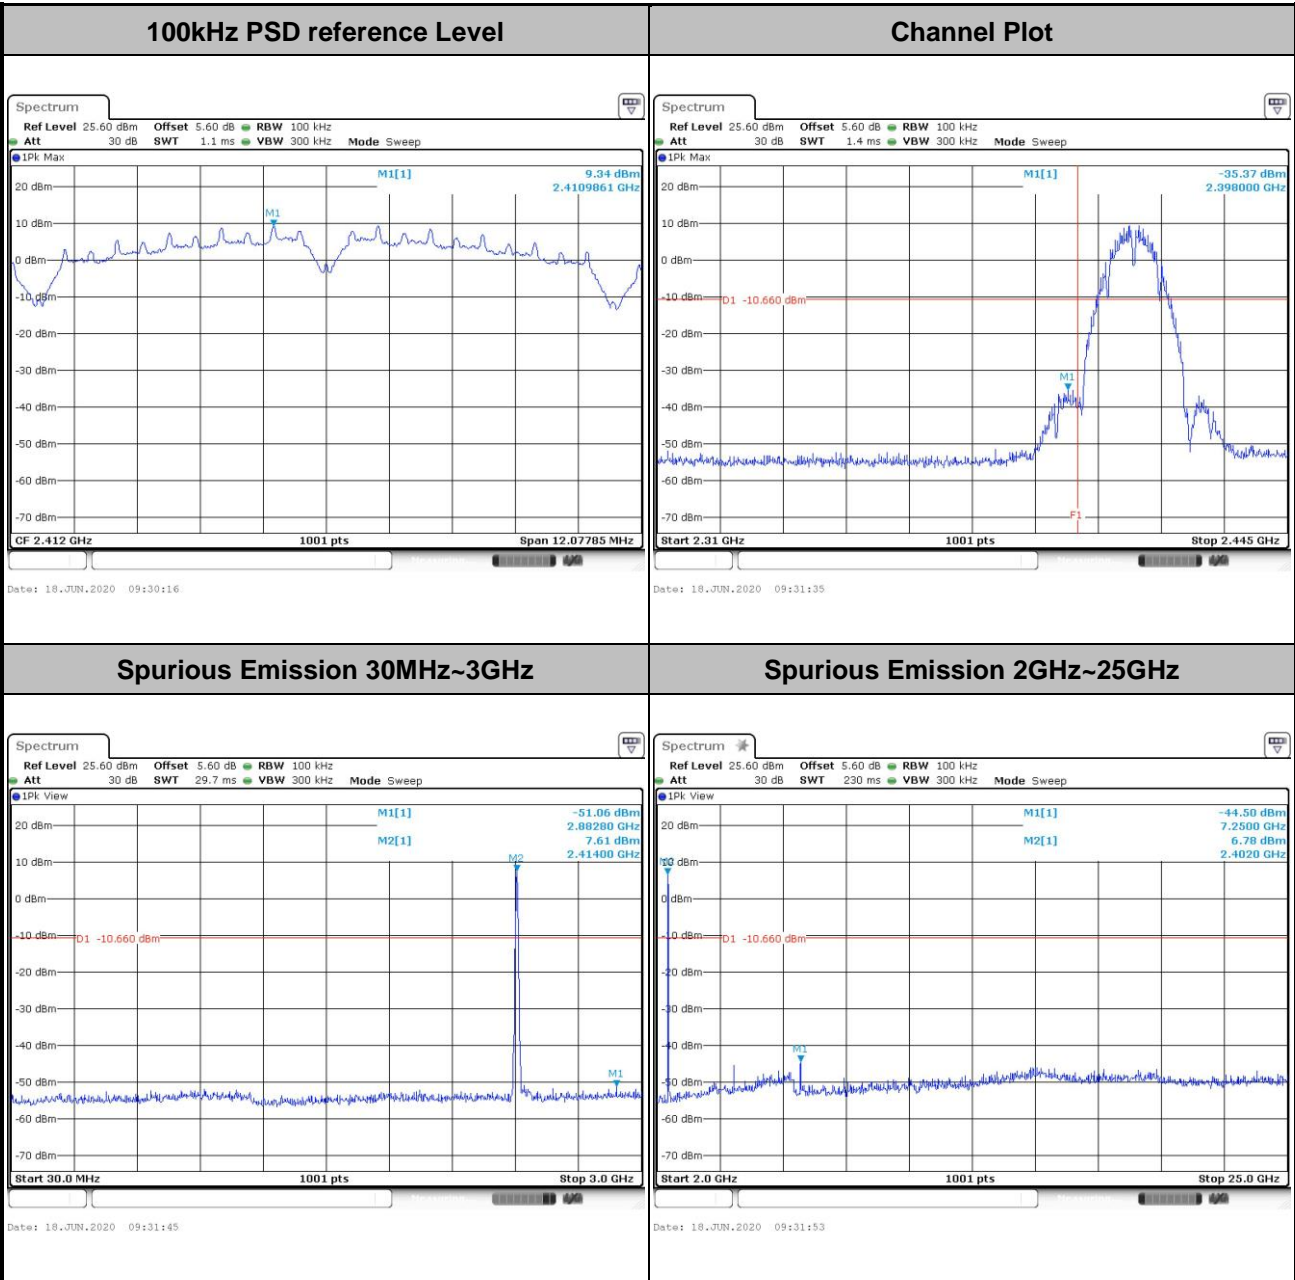 100kHz PSD reference Level
Channel Plot
Spectrum
Ref Level 25.60 dBm Offset 5.60 dB RBW 100 kHz
Att 30 dB SWT 1.1 ms VBW 300 kHz Mode Sweep
1Pk Max
M1[1] 9.34 dBm
2.4109861 GHz
20 dBm
M1
10 dBm
0 dBm
-10 dBm
-20 dBm
-30 dBm
-40 dBm
-50 dBm
-60 dBm
-70 dBm
CF 2.412 GHz 1001 pts Span 12.07785 MHz
Date: 18.JUN.2020 09:30:16
Spectrum
Ref Level 25.60 dBm Offset 5.60 dB RBW 100 kHz
Att 30 dB SWT 1.4 ms VBW 300 kHz Mode Sweep
1Pk Max
M1[1] -35.37 dBm
2.398000 GHz
20 dBm
10 dBm
0 dBm
-10 dBm
D1 -10.660 dBm
-20 dBm
-30 dBm
M1
-40 dBm
-50 dBm
-60 dBm
-70 dBm
F1
Start 2.31 GHz 1001 pts Stop 2.445 GHz
Date: 18.JUN.2020 09:31:35
Spurious Emission 30MHz~3GHz
Spurious Emission 2GHz~25GHz
Spectrum
Ref Level 25.60 dBm Offset 5.60 dB RBW 100 kHz
Att 30 dB SWT 29.7 ms VBW 300 kHz Mode Sweep
1Pk View
M1[1] -51.06 dBm
2.88280 GHz
20 dBm
M2[1] 7.61 dBm
2.41400 GHz
M2
10 dBm
0 dBm
-10 dBm
D1 -10.660 dBm
-20 dBm
-30 dBm
-40 dBm
M1
-50 dBm
-60 dBm
-70 dBm
Start 30.0 MHz 1001 pts Stop 3.0 GHz
Date: 18.JUN.2020 09:31:45
Spectrum
Ref Level 25.60 dBm Offset 5.60 dB RBW 100 kHz
Att 30 dB SWT 230 ms VBW 300 kHz Mode Sweep
1Pk View
M1[1] -44.50 dBm
7.2500 GHz
20 dBm
M2[1] 6.78 dBm
2.4020 GHz
M2
10 dBm
0 dBm
-10 dBm
D1 -10.660 dBm
-20 dBm
-30 dBm
-40 dBm
M1
-50 dBm
-60 dBm
-70 dBm
Start 2.0 GHz 1001 pts Stop 25.0 GHz
Date: 18.JUN.2020 09:31:53